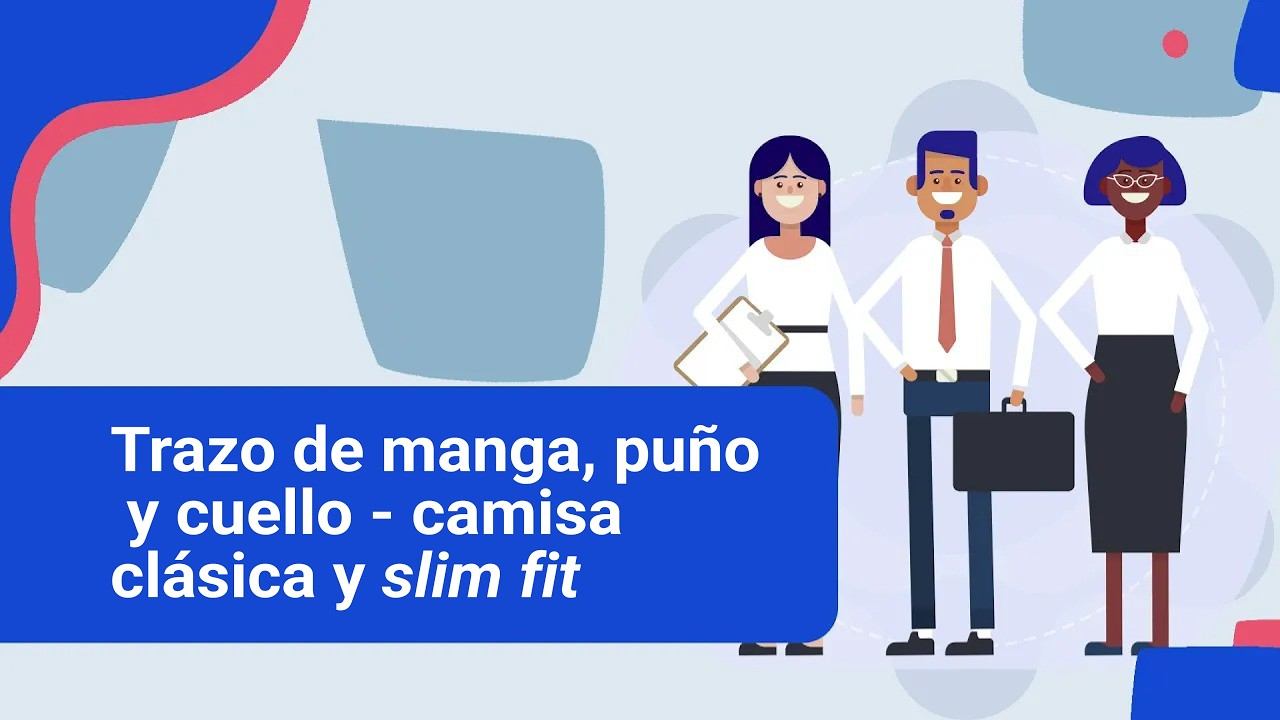 Trazo de manga, puño
y cuello - camisa
clásica y slim fit